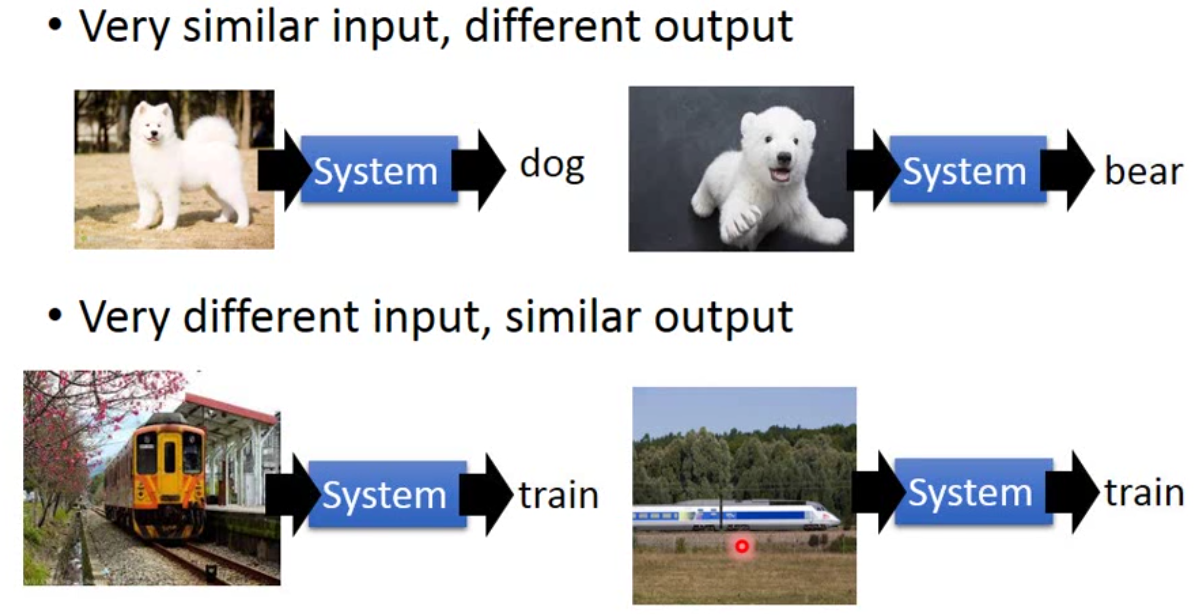 • Very similar input, different output
System
dog
System
bear
• Very different input, similar output
System
train
System
train